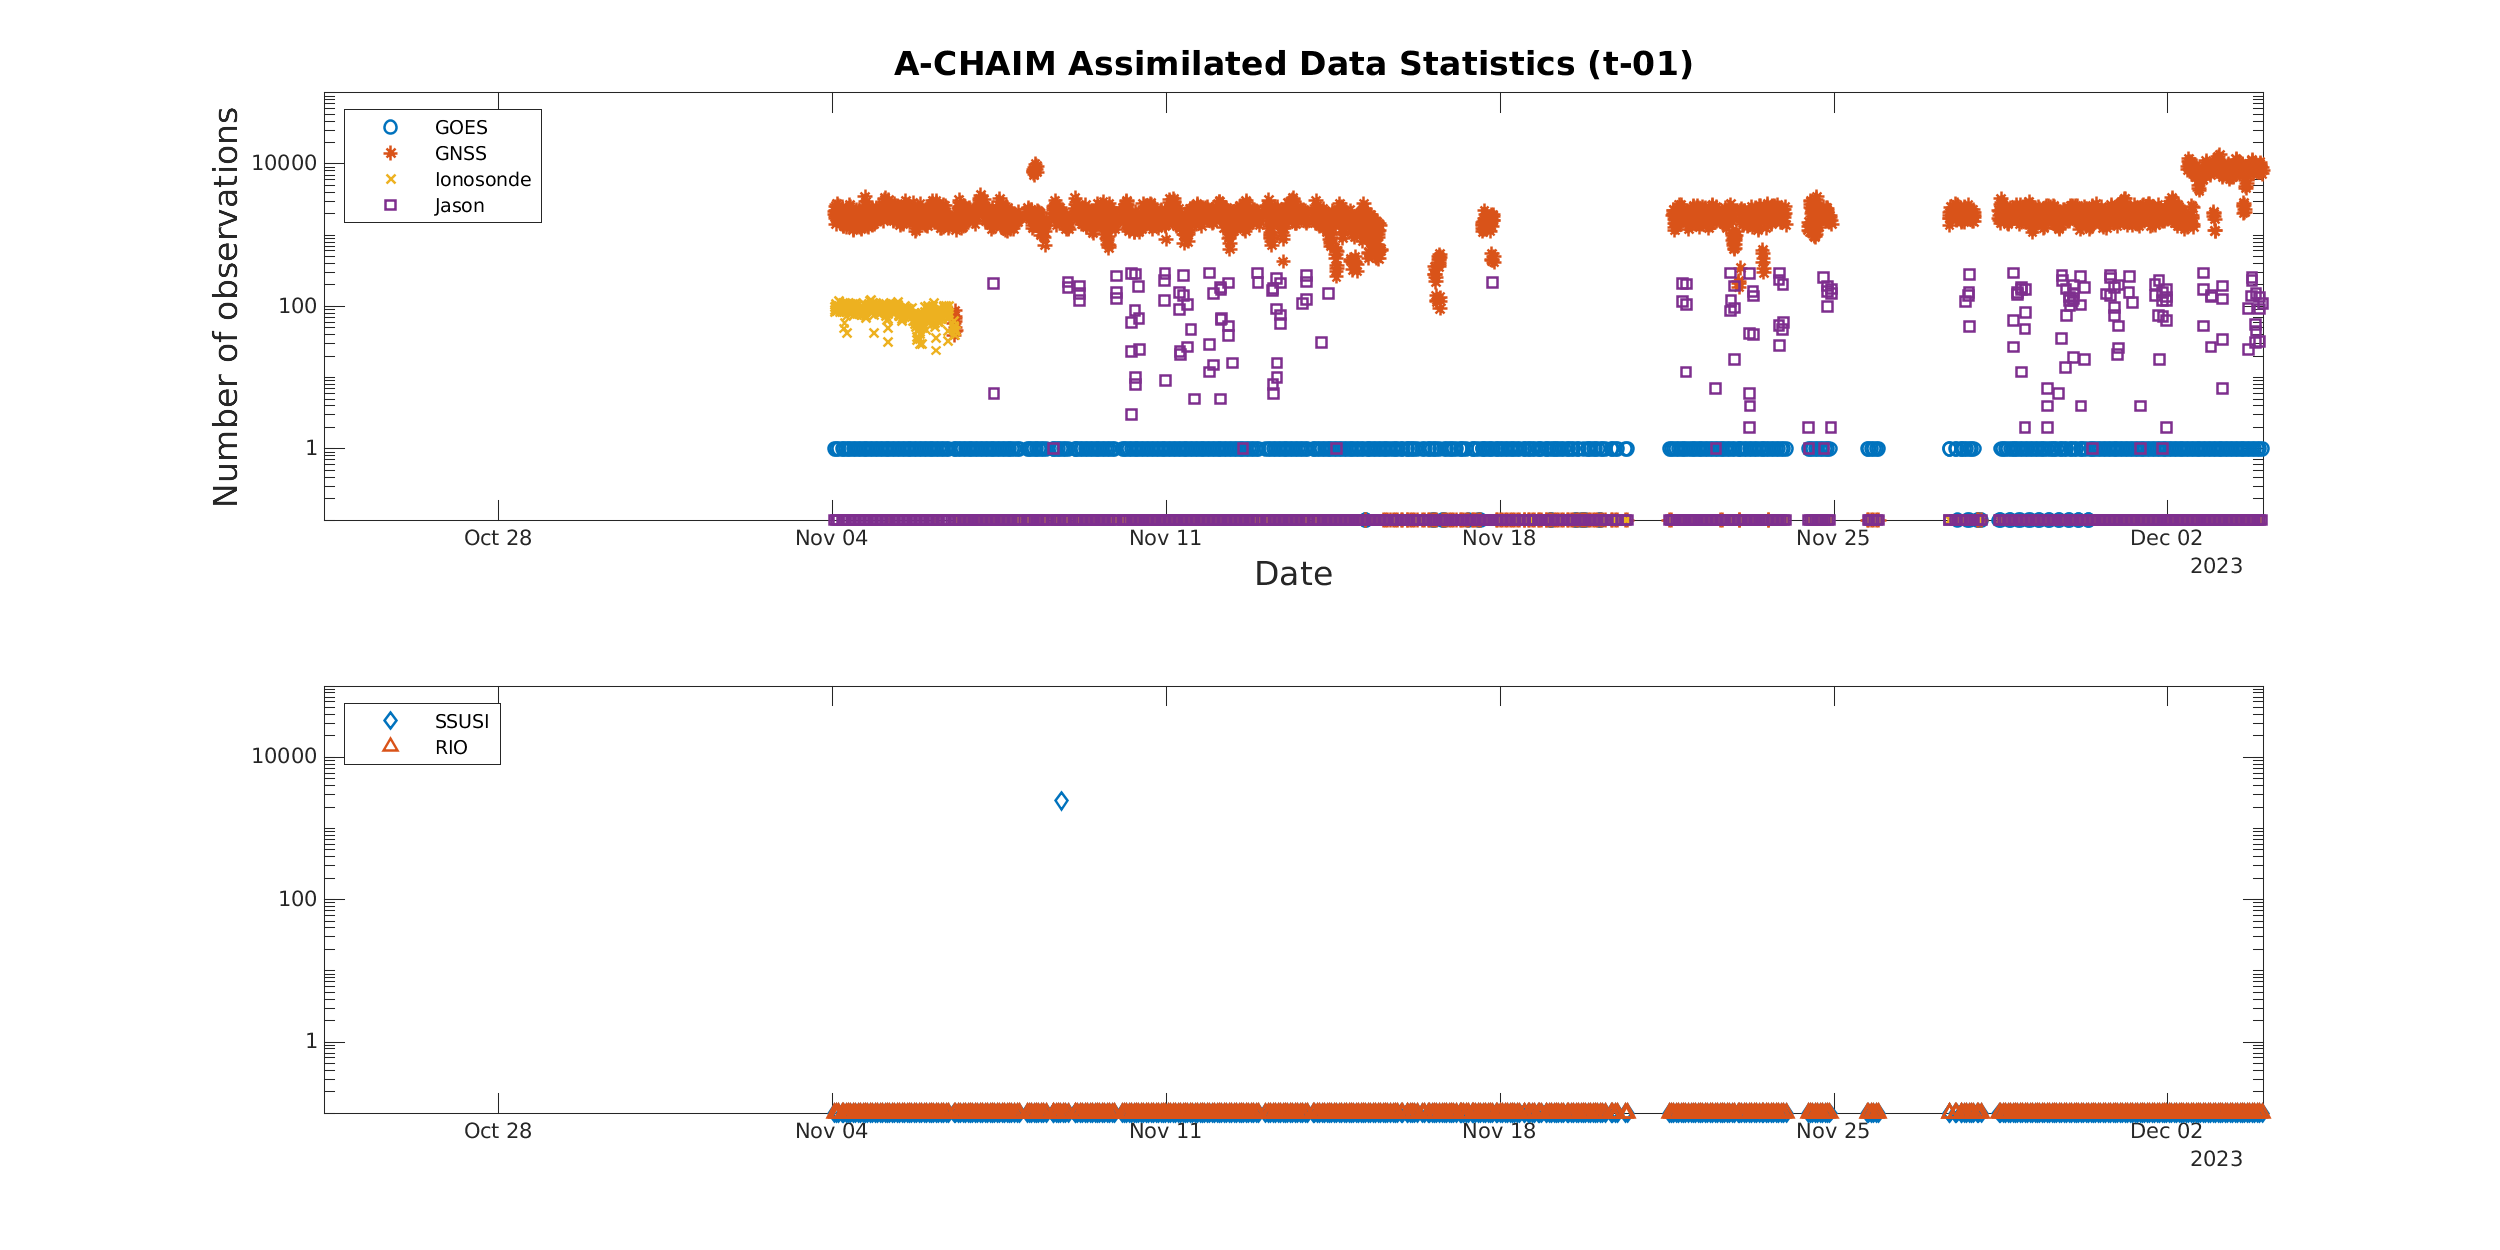 A-CHAIM Assimilated Data Statistics (t-01)
GOES
GNSS
Ionosonde
Jason
Number of observations
10000
100
1
Oct 28
Nov 04
Nov 11
Nov 18
Nov 25
Dec 02
2023
Date
SSUSI
RIO
10000
100
1
Oct 28
Nov 04
Nov 11
Nov 18
Nov 25
Dec 02
2023